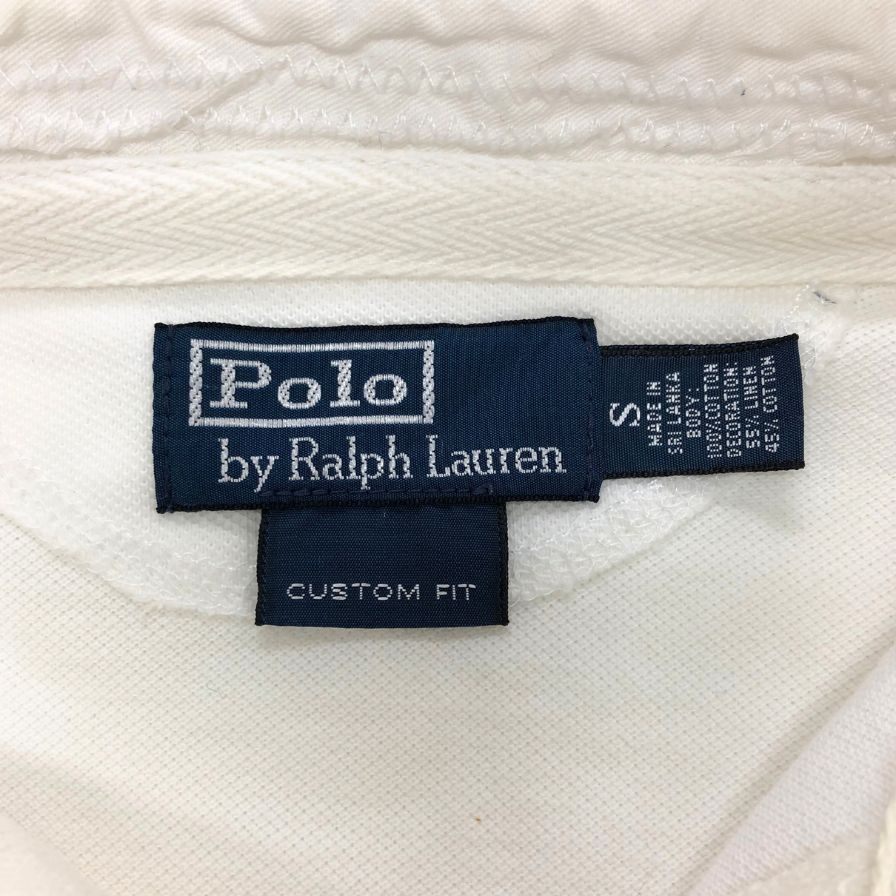 Polo
by Ralph Lauren
CUSTOM FIT
S
MADE IN
SRI LANKA
BODY:
100% COTTON
DECORATION:
55% LINEN
45% COTTON